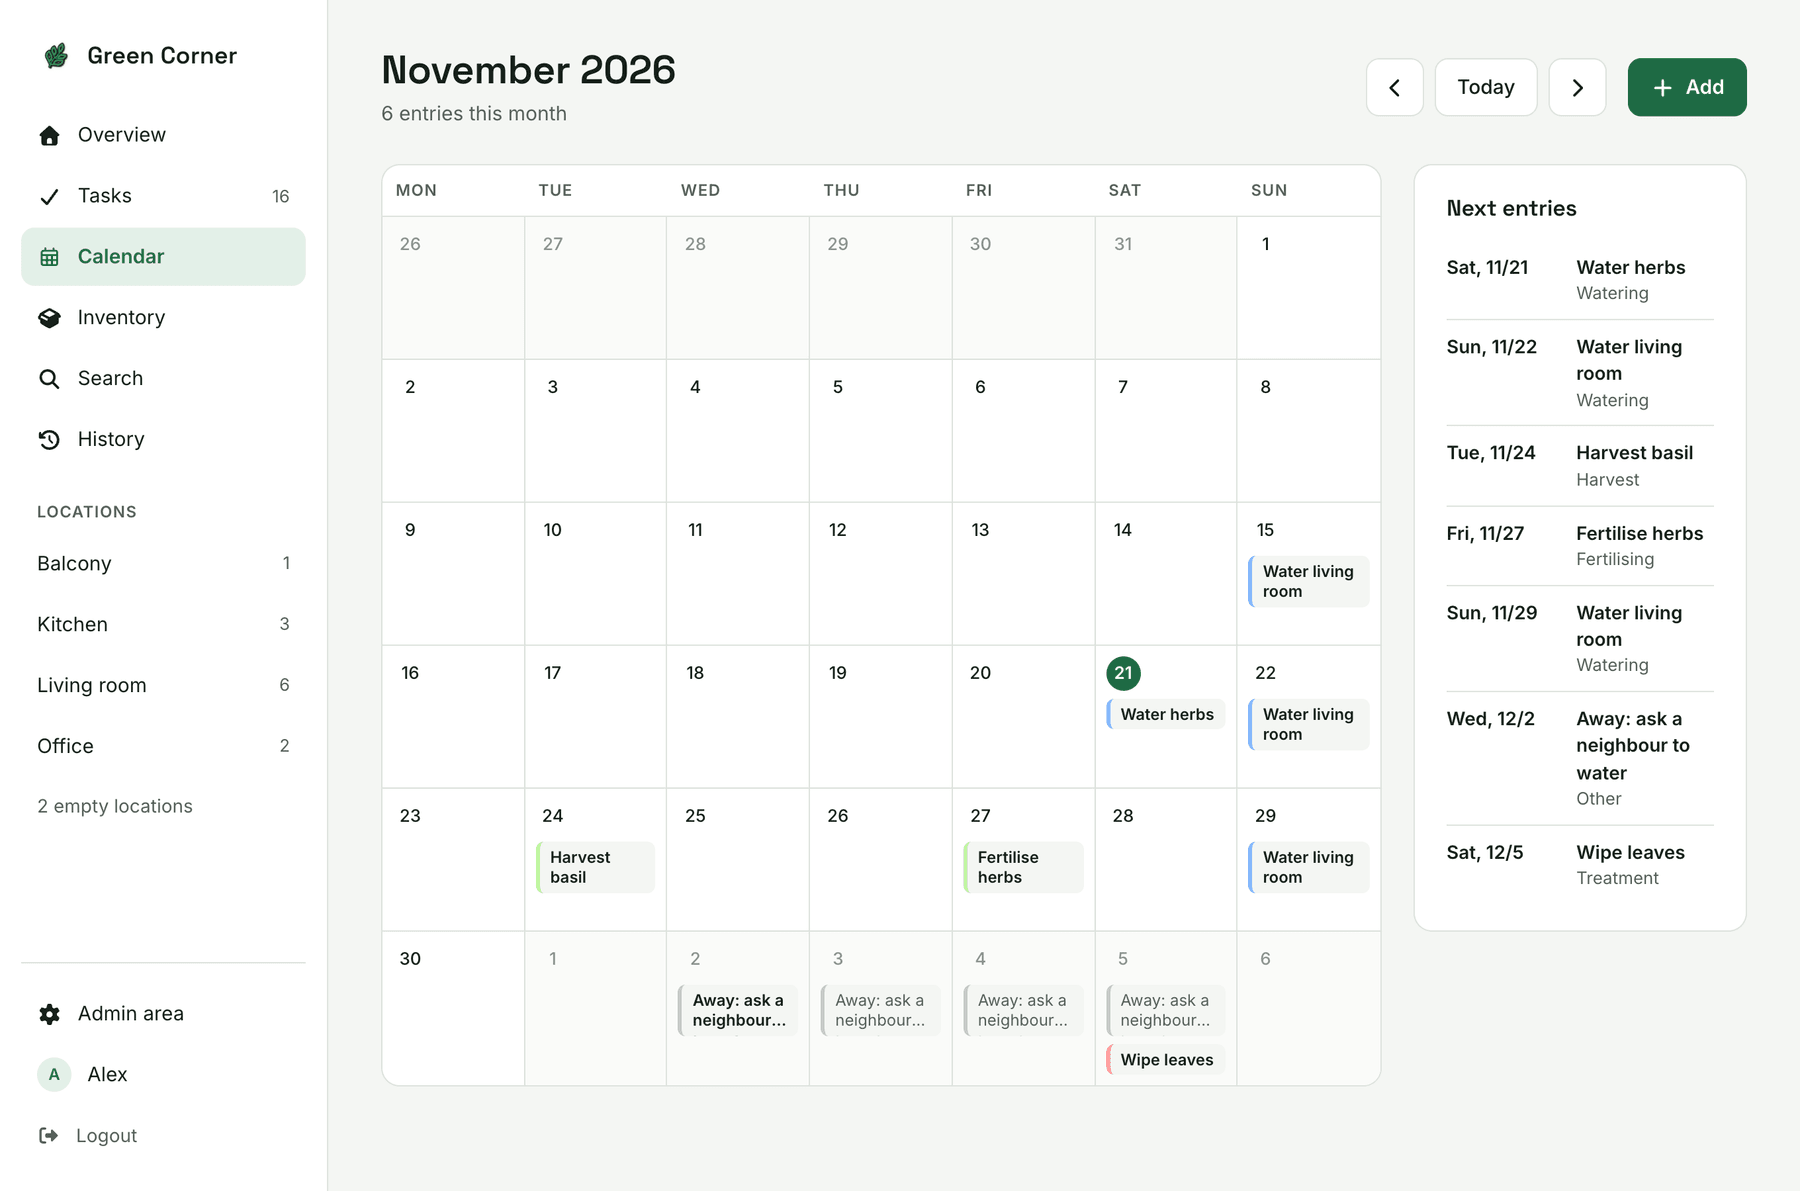 Green Corner
Overview
Tasks 16
Calendar
Inventory
Search
History
LOCATIONS
Balcony 1
Kitchen 3
Living room 6
Office 2
2 empty locations
Admin area
A Alex
Logout
November 2026
6 entries this month
Today
+ Add
MON TUE WED THU FRI SAT SUN
26 27 28 29 30 31 1
2 3 4 5 6 7 8
9 10 11 12 13 14 15
Water living
room
16 17 18 19 20 21 22
Water herbs
Water living
room
23 24 25 26 27 28 29
Harvest
basil
Fertilise
herbs
Water living
room
30 1 2 3 4 5 6
Away: ask a
neighbour...
Away: ask a
neighbour...
Away: ask a
neighbour...
Away: ask a
neighbour...
Wipe leaves
Next entries
Sat, 11/21 Water herbs
Watering
Sun, 11/22 Water living
room
Watering
Tue, 11/24 Harvest basil
Harvest
Fri, 11/27 Fertilise herbs
Fertilising
Sun, 11/29 Water living
room
Watering
Wed, 12/2 Away: ask a
neighbour to
water
Other
Sat, 12/5 Wipe leaves
Treatment